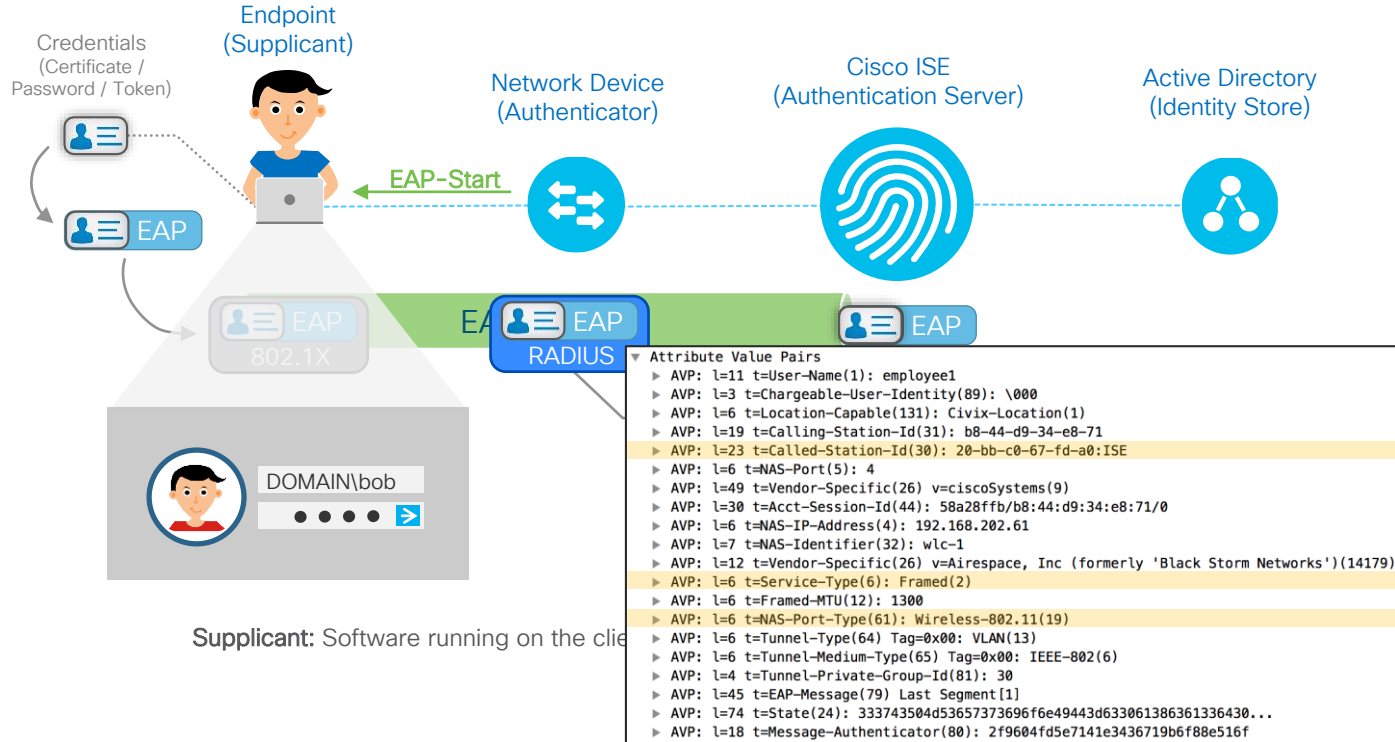 Credentials
(Certificate /
Password / Token)
Endpoint
(Supplicant)
Network Device
(Authenticator)
Cisco ISE
(Authentication Server)
Active Directory
(Identity Store)
EAP-Start
EAP
EAP
802.1X
EA
EAP
RADIUS
EAP
DOMAIN\bob
Supplicant: Software running on the clie
Attribute Value Pairs
AVP: l=11 t=User-Name(1): employee1
AVP: l=3 t=Chargeable-User-Identity(89): \000
AVP: l=6 t=Location-Capable(131): Civix-Location(1)
AVP: l=19 t=Calling-Station-Id(31): b8-44-d9-34-e8-71
AVP: l=23 t=Called-Station-Id(30): 20-bb-c0-67-fd-a0:ISE
AVP: l=6 t=NAS-Port(5): 4
AVP: l=49 t=Vendor-Specific(26) v=ciscoSystems(9)
AVP: l=30 t=Acct-Session-Id(44): 58a28ffb/b8:44:d9:34:e8:71/0
AVP: l=6 t=NAS-IP-Address(4): 192.168.202.61
AVP: l=7 t=NAS-Identifier(32): wlc-1
AVP: l=12 t=Vendor-Specific(26) v=Airespace, Inc (formerly 'Black Storm Networks')(14179)
AVP: l=6 t=Service-Type(6): Framed(2)
AVP: l=6 t=Framed-MTU(12): 1300
AVP: l=6 t=NAS-Port-Type(61): Wireless-802.11(19)
AVP: l=6 t=Tunnel-Type(64) Tag=0x00: VLAN(13)
AVP: l=6 t=Tunnel-Medium-Type(65) Tag=0x00: IEEE-802(6)
AVP: l=4 t=Tunnel-Private-Group-Id(81): 30
AVP: l=45 t=EAP-Message(79) Last Segment[1]
AVP: l=74 t=State(24): 333743504d53657373696f6e49443d633061386361336430...
AVP: l=18 t=Message-Authenticator(80): 2f9604fd5e7141e3436719b6f88e516f